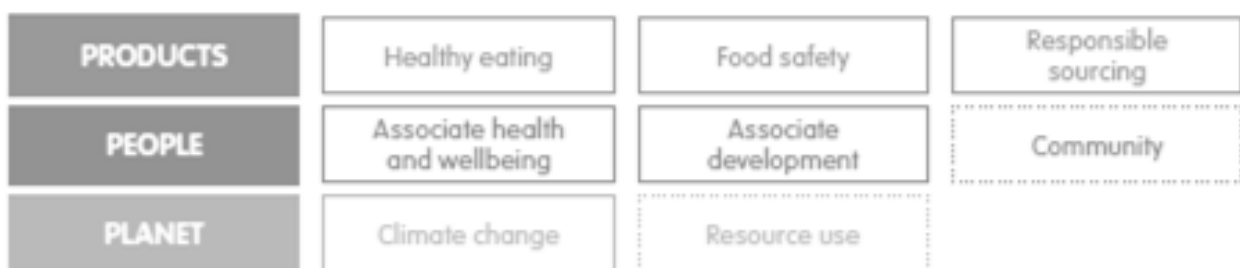 PRODUCTS
Healthy eating
Food safety
Responsible
sourcing
PEOPLE
Associate health
and wellbeing
Associate
development
Community
PLANET
Climate change
Resource use